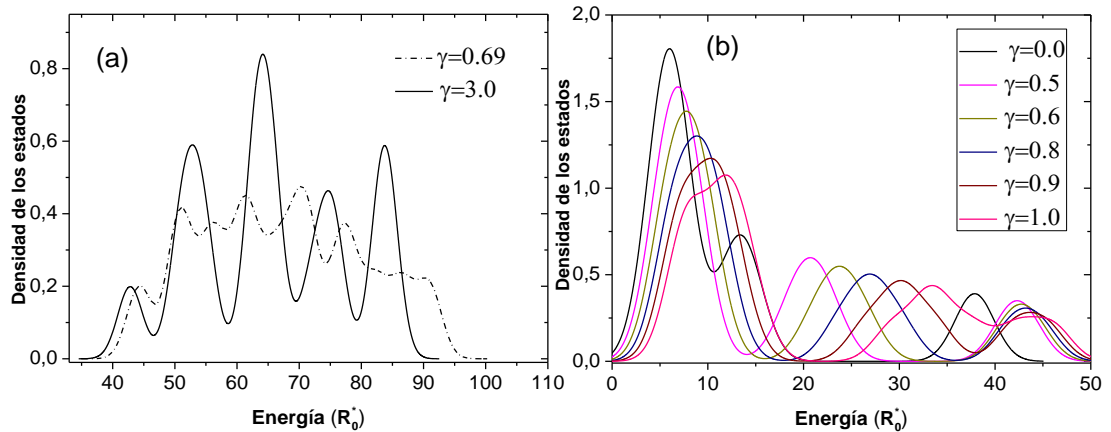 (a)
γ=0.69
γ=3.0
Densidad de los estados
0,8
0,6
0,4
0,2
0,0
40 50 60 70 80 90 100 110
Energía (R*0)
(b)
γ=0.0
γ=0.5
γ=0.6
γ=0.8
γ=0.9
γ=1.0
Densidad de los estados
2,0
1,5
1,0
0,5
0,0
0 10 20 30 40 50
Energía (R*0)